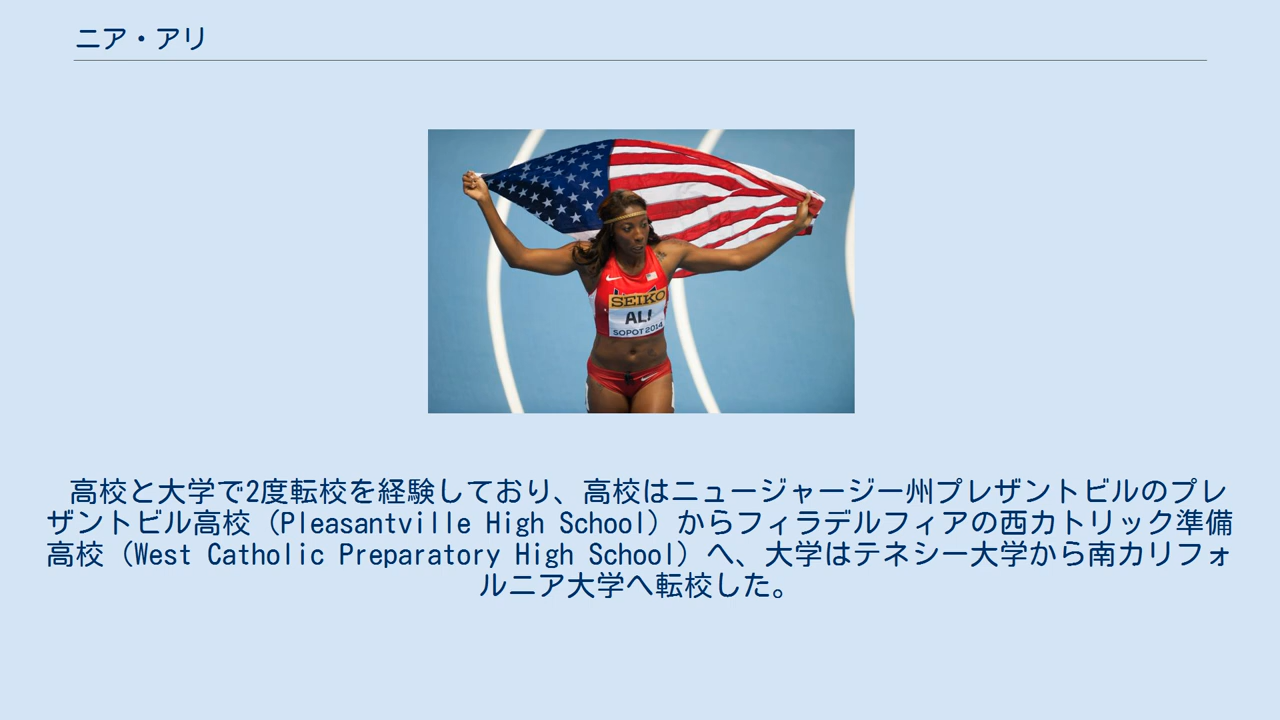 ニア・アリ
SEIKO
ALI
SOPOT2014
高校と大学で2度転校を経験しており、高校はニュージャージー州プレザントビルのプレ
ザントビル高校（Pleasantville High School）からフィラデルフィアの西カトリック準備
高校（West Catholic Preparatory High School）へ、大学はテネシー大学から南カリフォ
ルニア大学へ転校した。